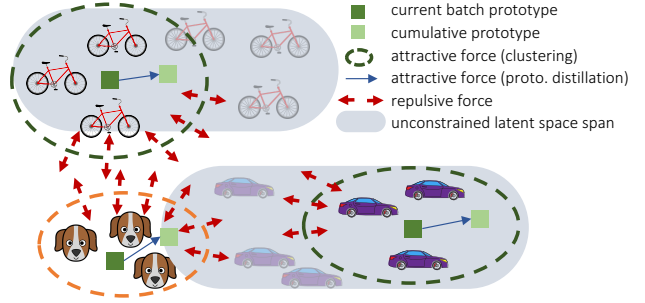 current batch prototype
cumulative prototype
attractive force (clustering)
attractive force (proto. distillation)
repulsive force
unconstrained latent space span